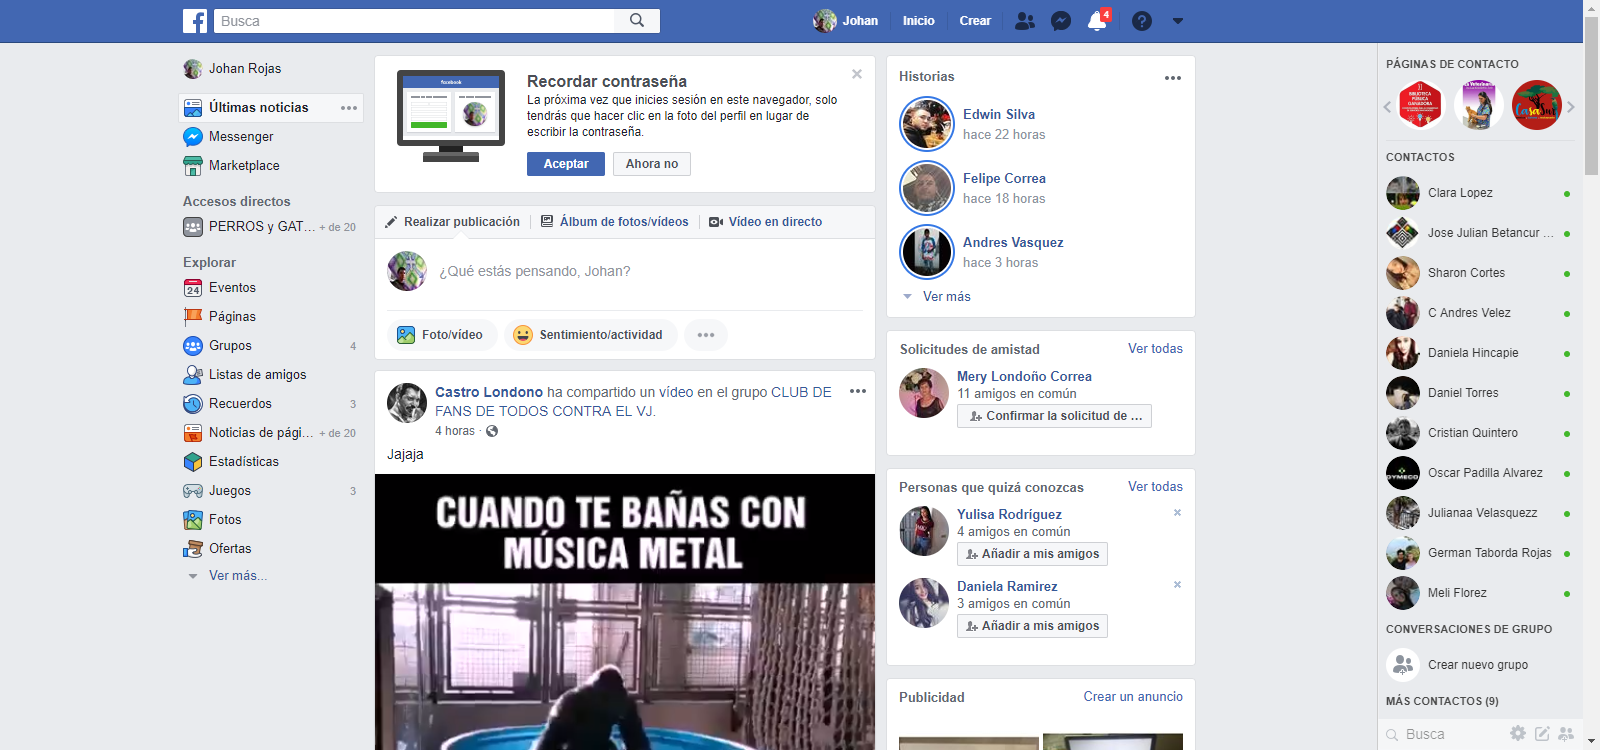 Busca
Johan
Inicio
Crear
4
Johan Rojas
Últimas noticias
Messenger
Marketplace
Accesos directos
PERROS y GAT... + de 20
Explorar
24
Eventos
Páginas
Grupos 4
Listas de amigos
Recuerdos 3
Noticias de pági... + de 20
Estadísticas
Juegos 3
Fotos
Ofertas
Ver más...
facebook
Recordar contraseña
La próxima vez que inicies sesión en este navegador, solo
tendrás que hacer clic en la foto del perfil en lugar de
escribir la contraseña.
Aceptar
Ahora no
Realizar publicación
Álbum de fotos/vídeos
Vídeo en directo
¿Qué estás pensando, Johan?
Foto/vídeo
Sentimiento/actividad
Castro Londono ha compartido un vídeo en el grupo CLUB DE
FANS DE TODOS CONTRA EL VJ.
4 horas ·
Jajaja
CUANDO TE BAÑAS CON
MÚSICA METAL
Historias
Edwin Silva
hace 22 horas
Felipe Correa
hace 18 horas
Andres Vasquez
hace 3 horas
Ver más
Solicitudes de amistad
Ver todas
Mery Londoño Correa
11 amigos en común
Confirmar la solicitud de ...
Personas que quizá conozcas
Ver todas
Yulisa Rodríguez
4 amigos en común
Añadir a mis amigos
Daniela Ramirez
3 amigos en común
Añadir a mis amigos
Publicidad
Crear un anuncio
PÁGINAS DE CONTACTO
BIBLIOTECA
PÚBLICA
GANADORA
CONTACTOS
Clara Lopez
Jose Julian Betancur ...
Sharon Cortes
C Andres Velez
Daniela Hincapie
Daniel Torres
Cristian Quintero
Oscar Padilla Alvarez
Julianaa Velasquezz
German Taborda Rojas
Meli Florez
CONVERSACIONES DE GRUPO
Crear nuevo grupo
MÁS CONTACTOS (9)
Busca